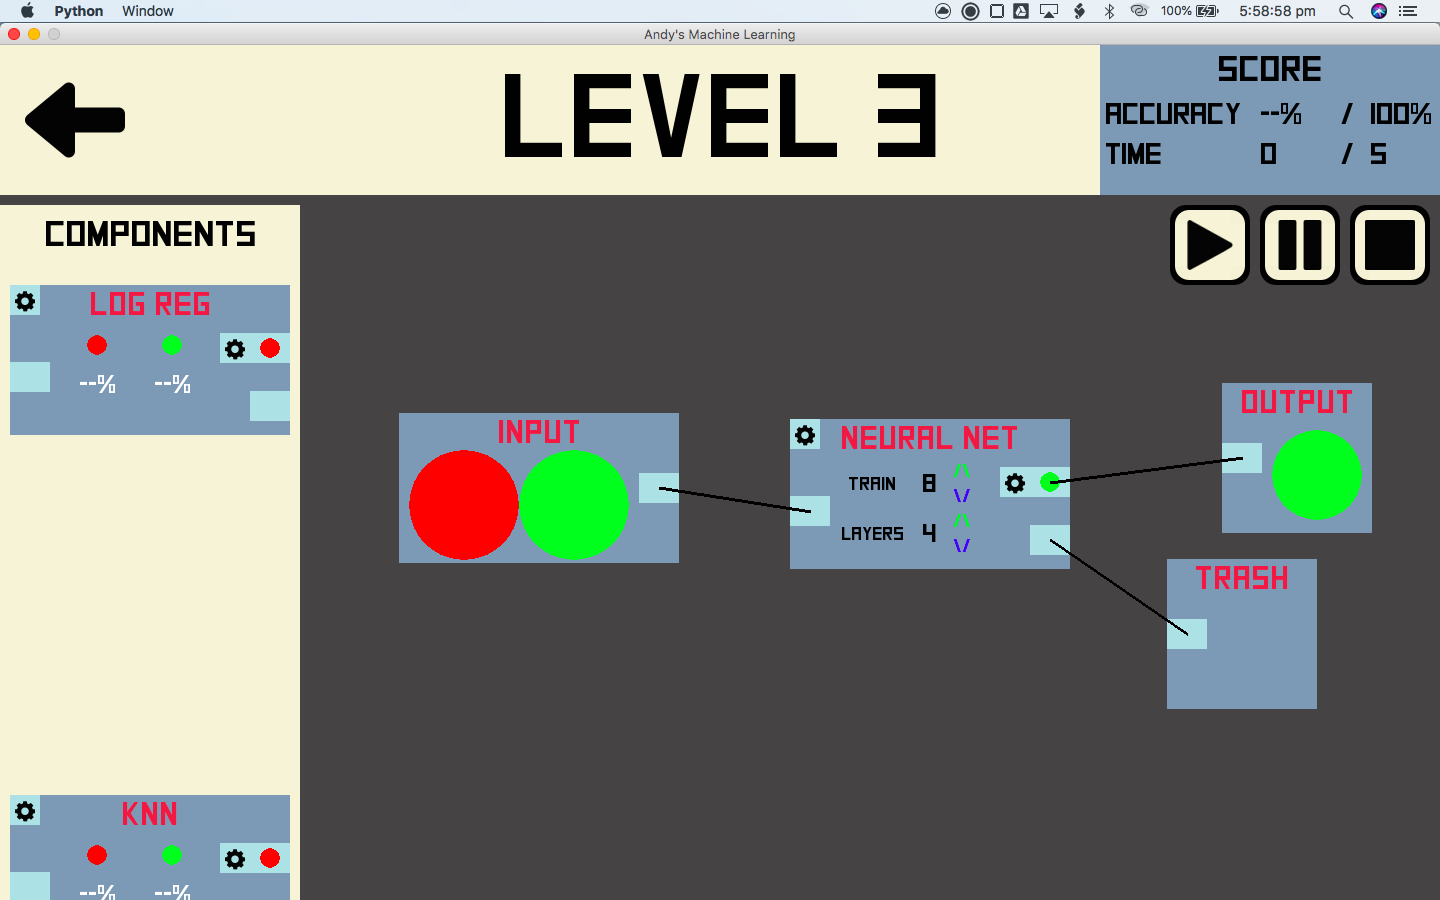 Python Window 100% 5:58:58 pm
Andy's Machine Learning
LEVEL 3
SCORE
ACCURACY --% / 100%
TIME 0 / 5
COMPONENTS
LOG REG
--% --%
INPUT
NEURAL NET
TRAIN 8 /\
\/
LAYERS 4 /\
\/
OUTPUT
TRASH
KNN
--% --%